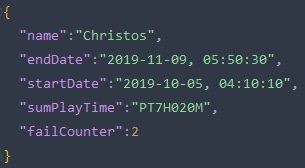 {
"name":"Christos",
"endDate":"2019-11-09, 05:50:30",
"startDate":"2019-10-05, 04:10:10",
"sumPlayTime":"PT7H020M",
"failCounter":2
}